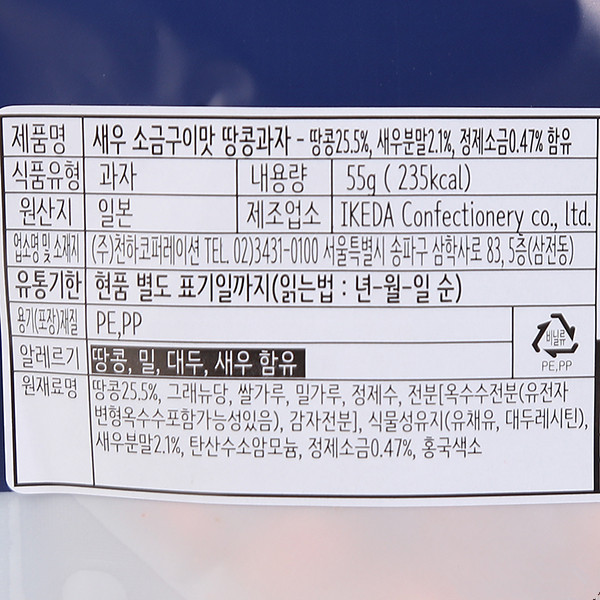 제품명 새우 소금구이맛 땅콩과자 - 땅콩25.5%, 새우분말2.1%, 정제소금0.47% 함유
식품유형 과자 내용량 55g ( 235kcal)
원산지 일본 제조업소 IKEDA Confectionery co., ltd.
업소명 및 소재지 (주)천하코퍼레이션 TEL. 02)3431-0100 서울특별시 송파구 삼학사로 83, 5층(삼전동)
유통기한 현품 별도 표기일까지(읽는법 : 년-월-일 순)
용기(포장)재질 PE,PP
비닐류
PE,PP
알레르기 땅콩, 밀, 대두, 새우 함유
원재료명 땅콩25.5%, 그래뉴당, 쌀가루, 밀가루, 정제수, 전분[옥수수전분(유전자
변형옥수수포함가능성있음), 감자전분], 식물성유지(유채유, 대두레시틴),
새우분말2.1%, 탄산수소암모늄, 정제소금0.47%, 홍국색소